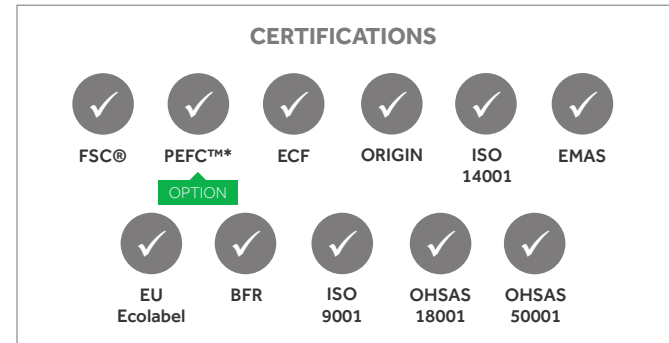 CERTIFICATIONS
FSC® PEFC™* ECF ORIGIN ISO 14001 EMAS
OPTION
EU Ecolabel BFR ISO 9001 OHSAS 18001 OHSAS 50001